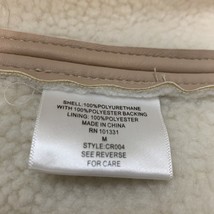 SHELL: 100%POLYURETHANE
WITH 100%POLYESTER BACKING
LINING: 100%POLYESTER
MADE IN CHINA
RN 101331
M
STYLE:CR004
SEE REVERSE
FOR CARE